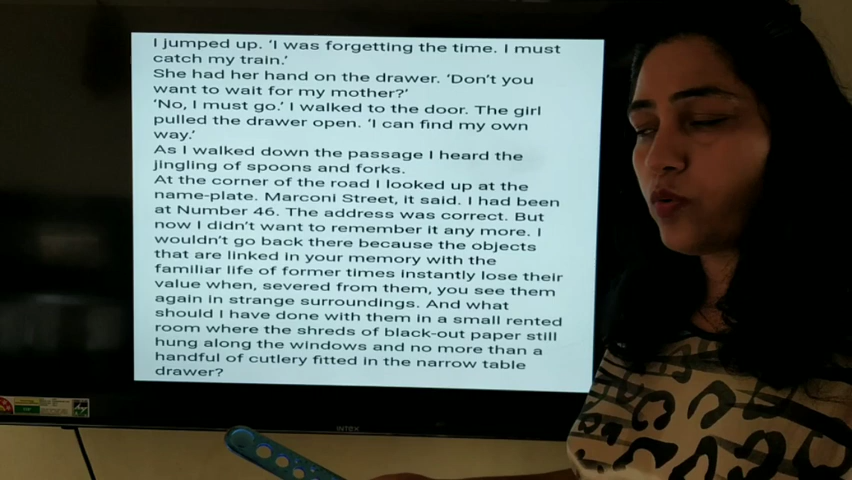 I jumped up. 'I was forgetting the time. I must
catch my train.'
She had her hand on the drawer. 'Don't you
want to wait for my mother?'
'No, I must go.' I walked to the door. The girl
pulled the drawer open. 'I can find my own
way.'
As I walked down the passage I heard the
jingling of spoons and forks.
At the corner of the road I looked up at the
name-plate. Marconi Street, it said. I had been
at Number 46. The address was correct. But
now I didn't want to remember it any more. I
wouldn't go back there because the objects
that are linked in your memory with the
familiar life of former times instantly lose their
value when, severed from them, you see them
again in strange surroundings. And what
should I have done with them in a small rented
room where the shreds of black-out paper still
hung along the windows and no more than a
handful of cutlery fitted in the narrow table
drawer?
INTEX